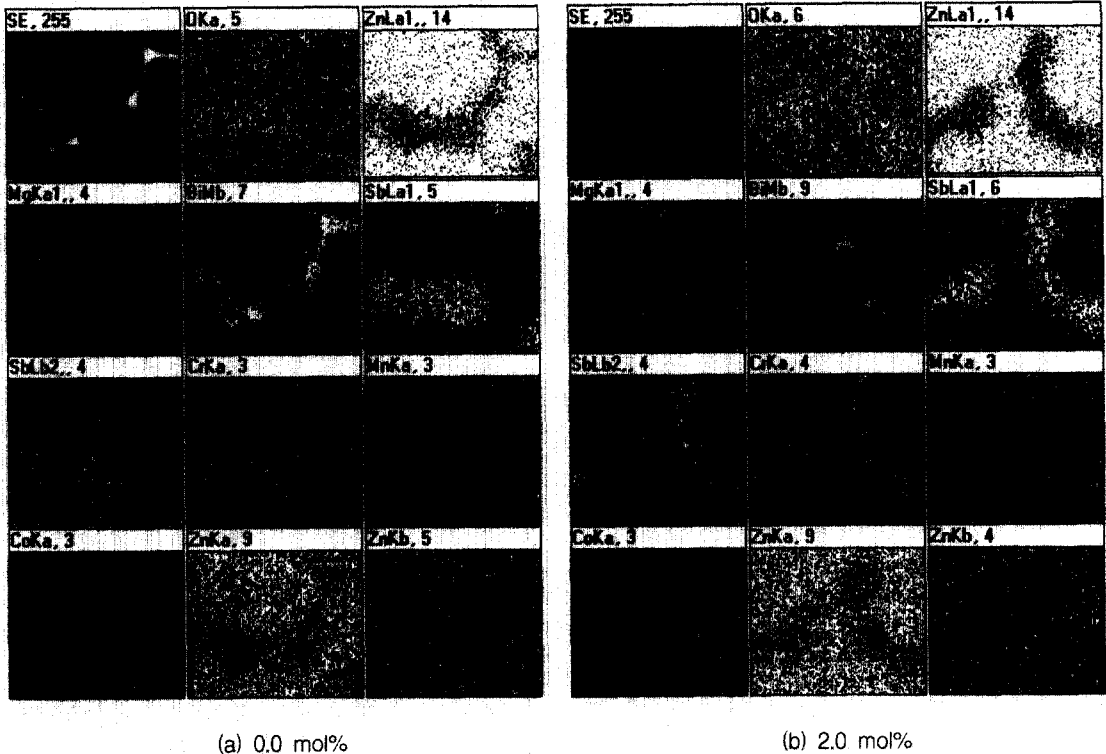 SE, 255
OKa, 5
ZnLa1,, 14
MgKa1,, 4
BiMb, 7
SbLa1, 5
SbLb2,, 4
CrKa, 3
MnKa, 3
CoKa, 3
ZnKa, 9
ZnKb, 5
(a) 0.0 mol%
SE, 255
OKa, 6
ZnLa1,, 14
MgKa1,, 4
BiMb, 9
SbLa1, 6
SbLb2,, 4
CrKa, 4
MnKa, 3
CoKa, 3
ZnKa, 9
ZnKb, 4
(b) 2.0 mol%